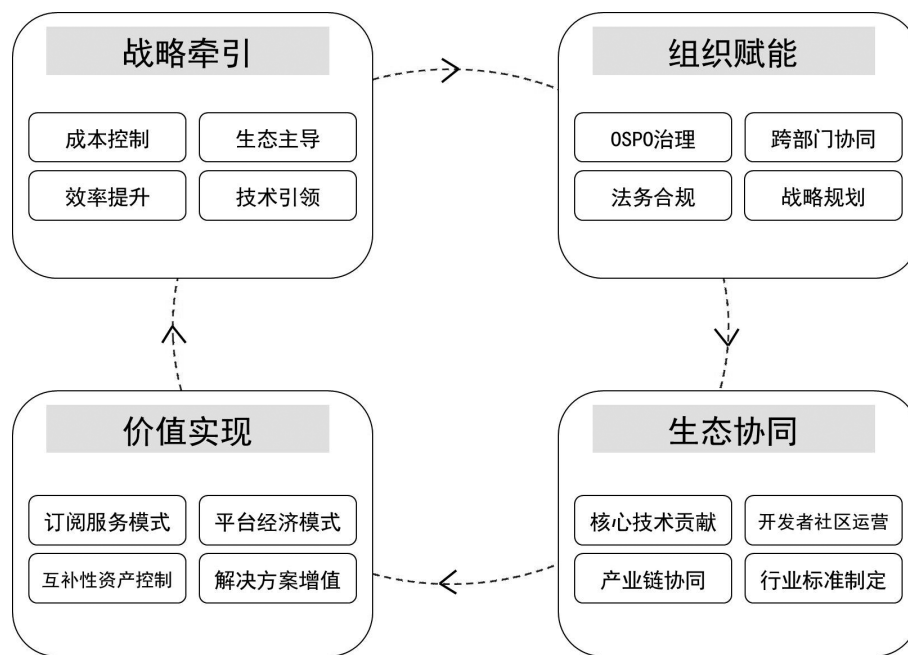 战略牵引
成本控制
生态主导
效率提升
技术引领
组织赋能
OSPO治理
跨部门协同
法务合规
战略规划
价值实现
订阅服务模式
平台经济模式
互补性资产控制
解决方案增值
生态协同
核心技术贡献
开发者社区运营
产业链协同
行业标准制定